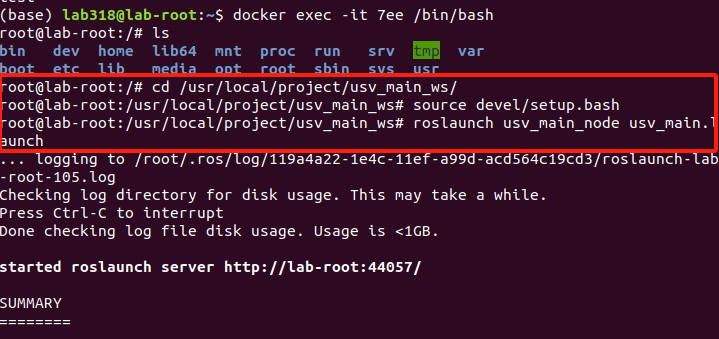 test
(base) lab318@lab-root:~$ docker exec -it 7ee /bin/bash
root@lab-root:/# ls
bin dev home lib64 mnt proc run srv tmp var
boot etc lib media opt root sbin sys usr
root@lab-root:/# cd /usr/local/project/usv_main_ws/
root@lab-root:/usr/local/project/usv_main_ws# source devel/setup.bash
root@lab-root:/usr/local/project/usv_main_ws# roslaunch usv_main_node usv_main.l
aunch
... logging to /root/.ros/log/119a4a22-1e4c-11ef-a99d-acd564c19cd3/roslaunch-lab
-root-105.log
Checking log directory for disk usage. This may take a while.
Press Ctrl-C to interrupt
Done checking log file disk usage. Usage is <1GB.
started roslaunch server http://lab-root:44057/
SUMMARY
========